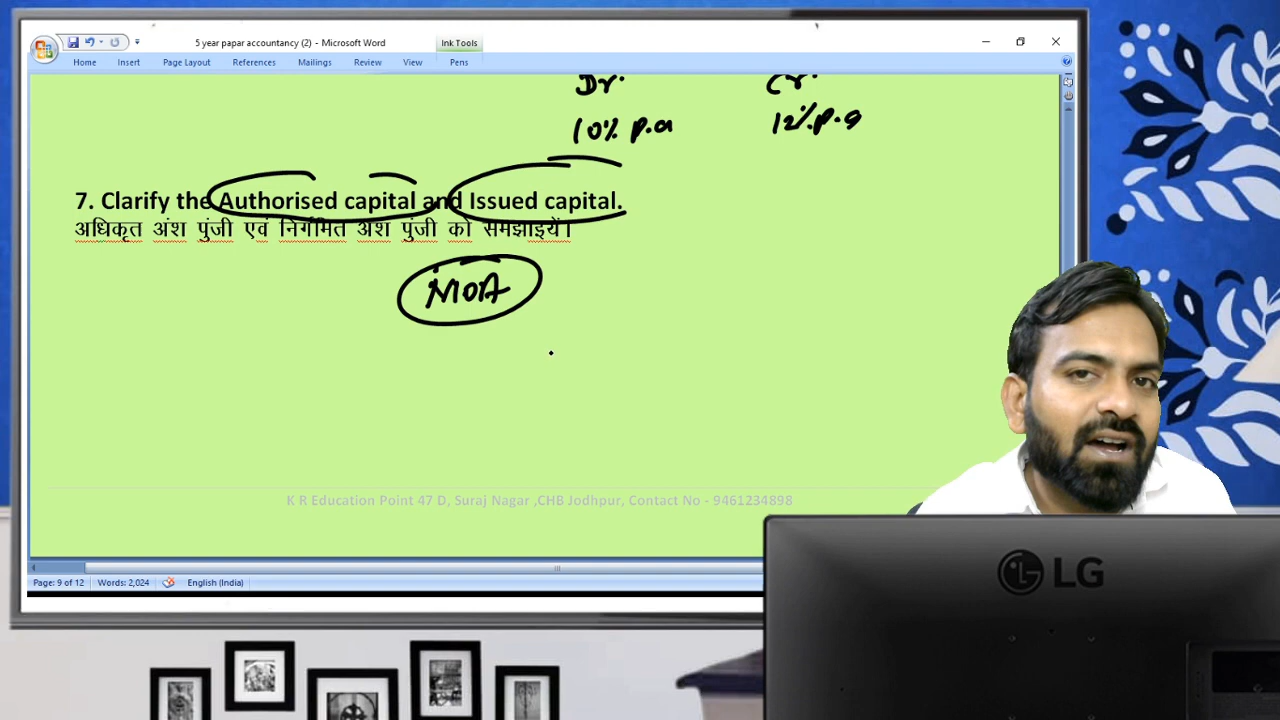 5 year papar accountancy (2) - Microsoft Word
Ink Tools
Home Insert Page Layout References Mailings Review View Pens
Dr. Cr.
10% p.a 12% p.a
7. Clarify the Authorised capital and Issued capital.
अधिकृत अंश पुंजी एवं निर्गमित अंश पुंजी को समझाइयें।
MOA
K R Education Point 47 D, Suraj Nagar ,CHB Jodhpur, Contact No - 9461234898
Page: 9 of 12 Words: 2,024 English (India)
LG